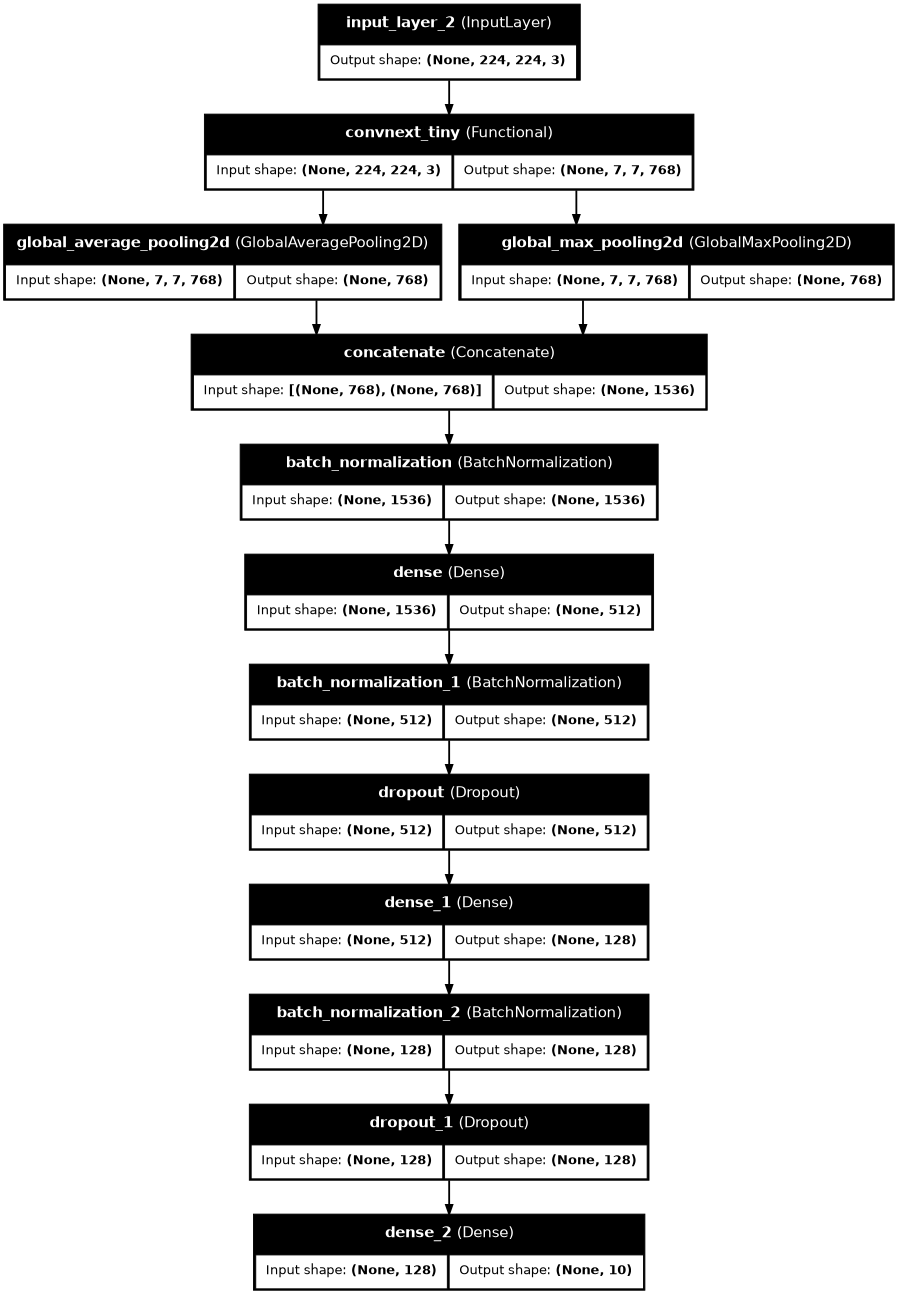 input_layer_2 (InputLayer)
Output shape: (None, 224, 224, 3)
convnext_tiny (Functional)
Input shape: (None, 224, 224, 3) Output shape: (None, 7, 7, 768)
global_average_pooling2d (GlobalAveragePooling2D)
Input shape: (None, 7, 7, 768) Output shape: (None, 768)
global_max_pooling2d (GlobalMaxPooling2D)
Input shape: (None, 7, 7, 768) Output shape: (None, 768)
concatenate (Concatenate)
Input shape: [(None, 768), (None, 768)] Output shape: (None, 1536)
batch_normalization (BatchNormalization)
Input shape: (None, 1536) Output shape: (None, 1536)
dense (Dense)
Input shape: (None, 1536) Output shape: (None, 512)
batch_normalization_1 (BatchNormalization)
Input shape: (None, 512) Output shape: (None, 512)
dropout (Dropout)
Input shape: (None, 512) Output shape: (None, 512)
dense_1 (Dense)
Input shape: (None, 512) Output shape: (None, 128)
batch_normalization_2 (BatchNormalization)
Input shape: (None, 128) Output shape: (None, 128)
dropout_1 (Dropout)
Input shape: (None, 128) Output shape: (None, 128)
dense_2 (Dense)
Input shape: (None, 128) Output shape: (None, 10)